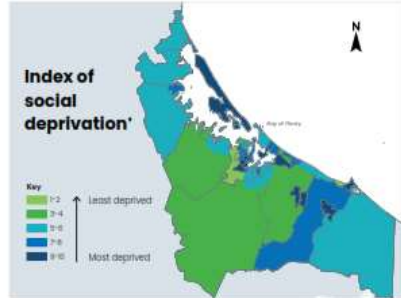 Index of
social
deprivation*
N
Bay of Plenty
Key
1-2
3-4
5-6
7-8
9-10
Least deprived
Most deprived